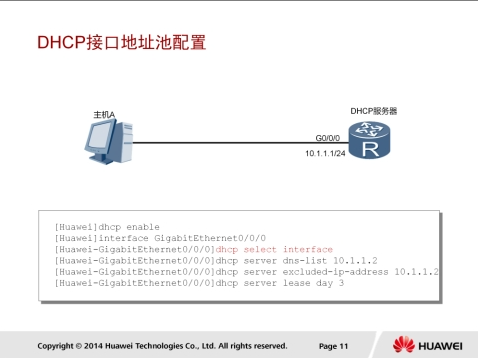 DHCP接口地址池配置
主机A
DHCP服务器
G0/0/0
10.1.1.1/24
R
[Huawei]dhcp enable
[Huawei]interface GigabitEthernet0/0/0
[Huawei-GigabitEthernet0/0/0]dhcp select interface
[Huawei-GigabitEthernet0/0/0]dhcp server dns-list 10.1.1.2
[Huawei-GigabitEthernet0/0/0]dhcp server excluded-ip-address 10.1.1.2
[Huawei-GigabitEthernet0/0/0]dhcp server lease day 3
Copyright © 2014 Huawei Technologies Co., Ltd. All rights reserved.
Page 11
HUAWEI